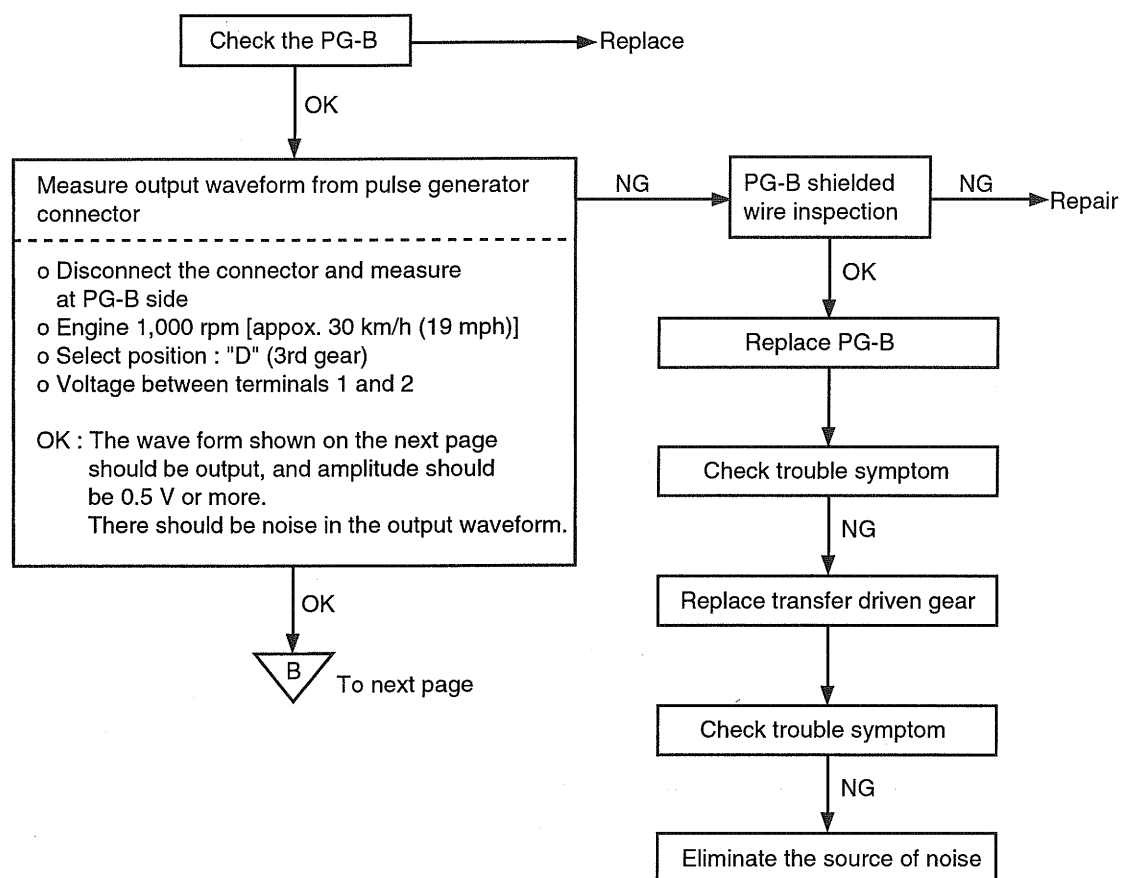 Check the PG-B
Replace
OK
Measure output waveform from pulse generator
connector
o Disconnect the connector and measure
at PG-B side
o Engine 1,000 rpm [appox. 30 km/h (19 mph)]
o Select position : "D" (3rd gear)
o Voltage between terminals 1 and 2
OK : The wave form shown on the next page
should be output, and amplitude should
be 0.5 V or more.
There should be noise in the output waveform.
OK
B
To next page
NG
PG-B shielded
wire inspection
NG
Repair
OK
Replace PG-B
Check trouble symptom
NG
Replace transfer driven gear
Check trouble symptom
NG
Eliminate the source of noise